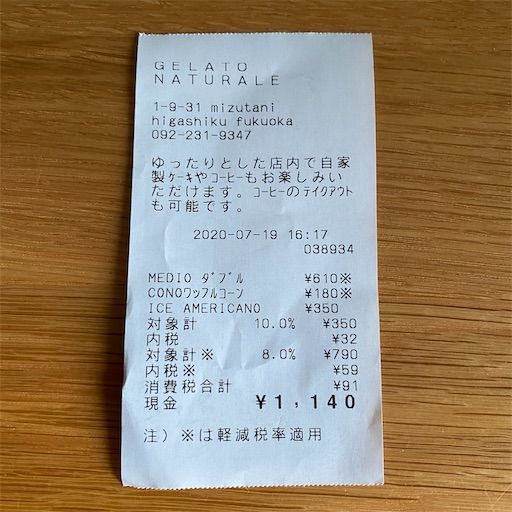 GELATO
NATURALE
1-9-31 mizutani
higashiku fukuoka
092-231-9347
ゆったりとした店内で自家
製ｹｰｷやｺｰﾋｰもお楽しみい
ただけます。ｺｰﾋｰのﾃｲｸｱｳﾄ
も可能です。
2020-07-19 16:17
038934
MEDIO ﾀﾞﾌﾞﾙ ¥610※
CONOﾜｯﾌﾙｺｰﾝ ¥180※
ICE AMERICANO ¥350
対象計 10.0% ¥350
内税 ¥32
対象計※ 8.0% ¥790
内税※ ¥59
消費税合計 ¥91
現金 ¥1,140
注）※は軽減税率適用